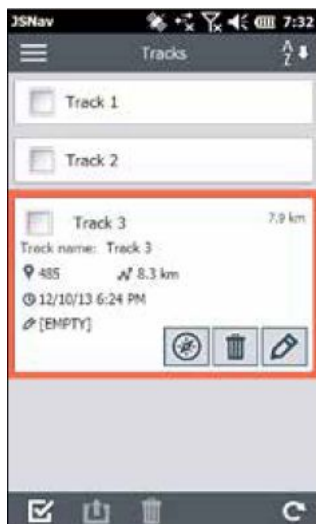 JSNav 7:32
Tracks A Z
Track 1
Track 2
Track 3 7.9 km
Track name: Track 3
485 8.3 km
12/10/13 6:24 PM
[EMPTY]